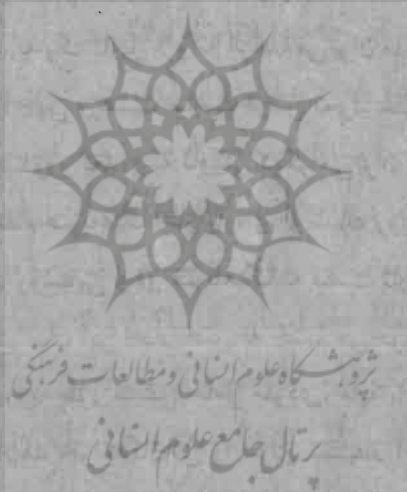 پژوهشگاه علوم انسانی و مطالعات فرهنگی
پرتال جامع علوم انسانی